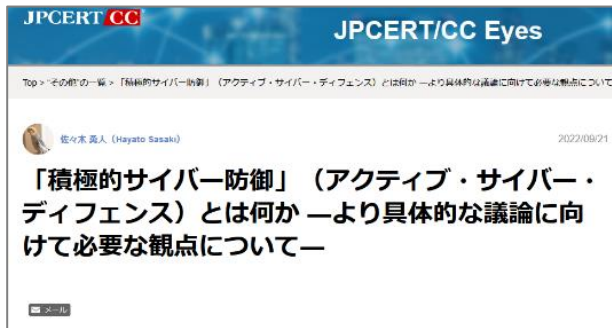 JPCERT CC
JPCERT/CC Eyes
Top > "その他"の一覧 > 「積極的サイバー防御」（アクティブ・サイバー・ディフェンス）とは何か ―より具体的な議論に向けて必要な観点について
佐々木 勇人（Hayato Sasaki）
2022/09/21
「積極的サイバー防御」（アクティブ・サイバー・
ディフェンス）とは何か ―より具体的な議論に向
けて必要な観点について―
メール